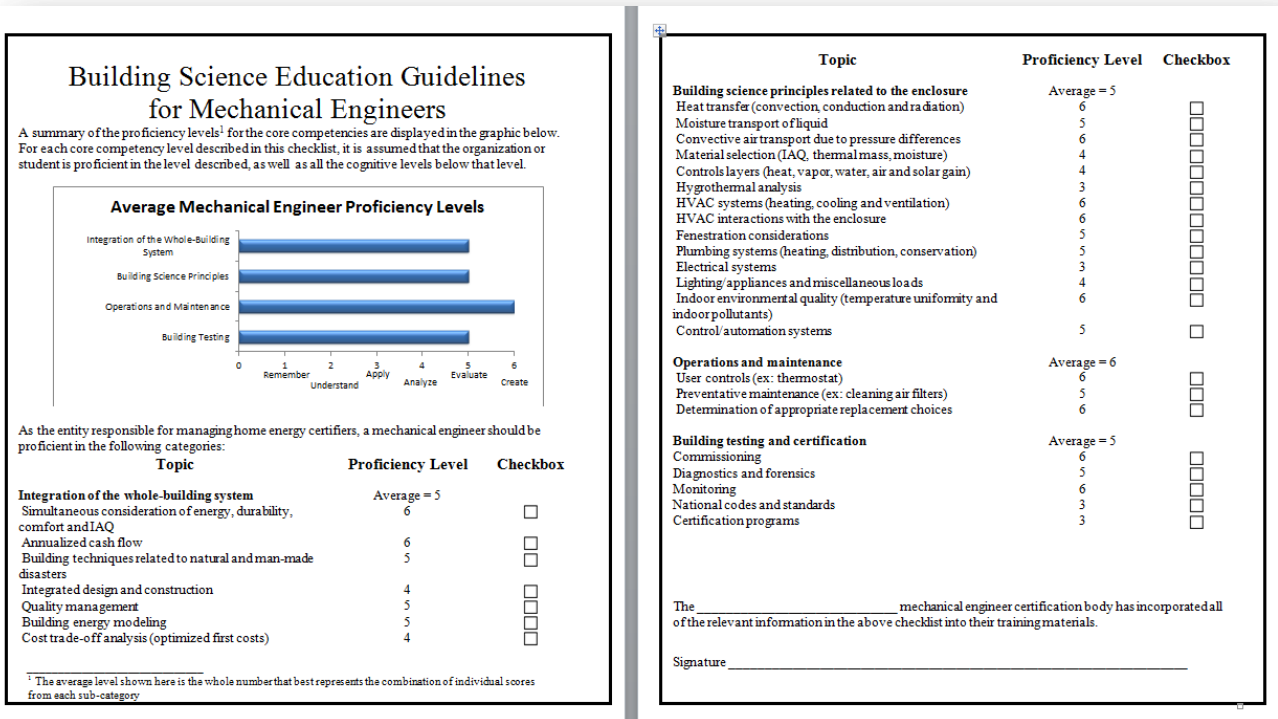 Building Science Education Guidelines
for Mechanical Engineers
A summary of the proficiency levels1 for the core competencies are displayed in the graphic below.
For each core competency level described in this checklist, it is assumed that the organization or
student is proficient in the level described, as well as all the cognitive levels below that level.
Average Mechanical Engineer Proficiency Levels
Integration of the Whole-Building
System
Building Science Principles
Operations and Maintenance
Building Testing
0 1 2 3 4 5 6
Remember Understand Apply Analyze Evaluate Create
As the entity responsible for managing home energy certifiers, a mechanical engineer should be
proficient in the following categories:
Topic Proficiency Level Checkbox
Integration of the whole-building system Average = 5
Simultaneous consideration of energy, durability, 6
comfort and IAQ
Annualized cash flow 6
Building techniques related to natural and man-made 5
disasters
Integrated design and construction 4
Quality management 5
Building energy modeling 5
Cost trade-off analysis (optimized first costs) 4
1 The average level shown here is the whole number that best represents the combination of individual scores
from each sub-category
Topic Proficiency Level Checkbox
Building science principles related to the enclosure Average = 5
Heat transfer (convection, conduction and radiation) 6
Moisture transport of liquid 5
Convective air transport due to pressure differences 6
Material selection (IAQ, thermal mass, moisture) 4
Controls layers (heat, vapor, water, air and solar gain) 4
Hygrothermal analysis 3
HVAC systems (heating, cooling and ventilation) 6
HVAC interactions with the enclosure 6
Fenestration considerations 5
Plumbing systems (heating, distribution, conservation) 5
Electrical systems 3
Lighting/appliances and miscellaneous loads 4
Indoor environmental quality (temperature uniformity and 6
indoor pollutants)
Control/automation systems 5
Operations and maintenance Average = 6
User controls (ex: thermostat) 6
Preventative maintenance (ex: cleaning air filters) 5
Determination of appropriate replacement choices 6
Building testing and certification Average = 5
Commissioning 6
Diagnostics and forensics 5
Monitoring 6
National codes and standards 3
Certification programs 3
The ____________________________ mechanical engineer certification body has incorporated all
of the relevant information in the above checklist into their training materials.
Signature ________________________________________________________________